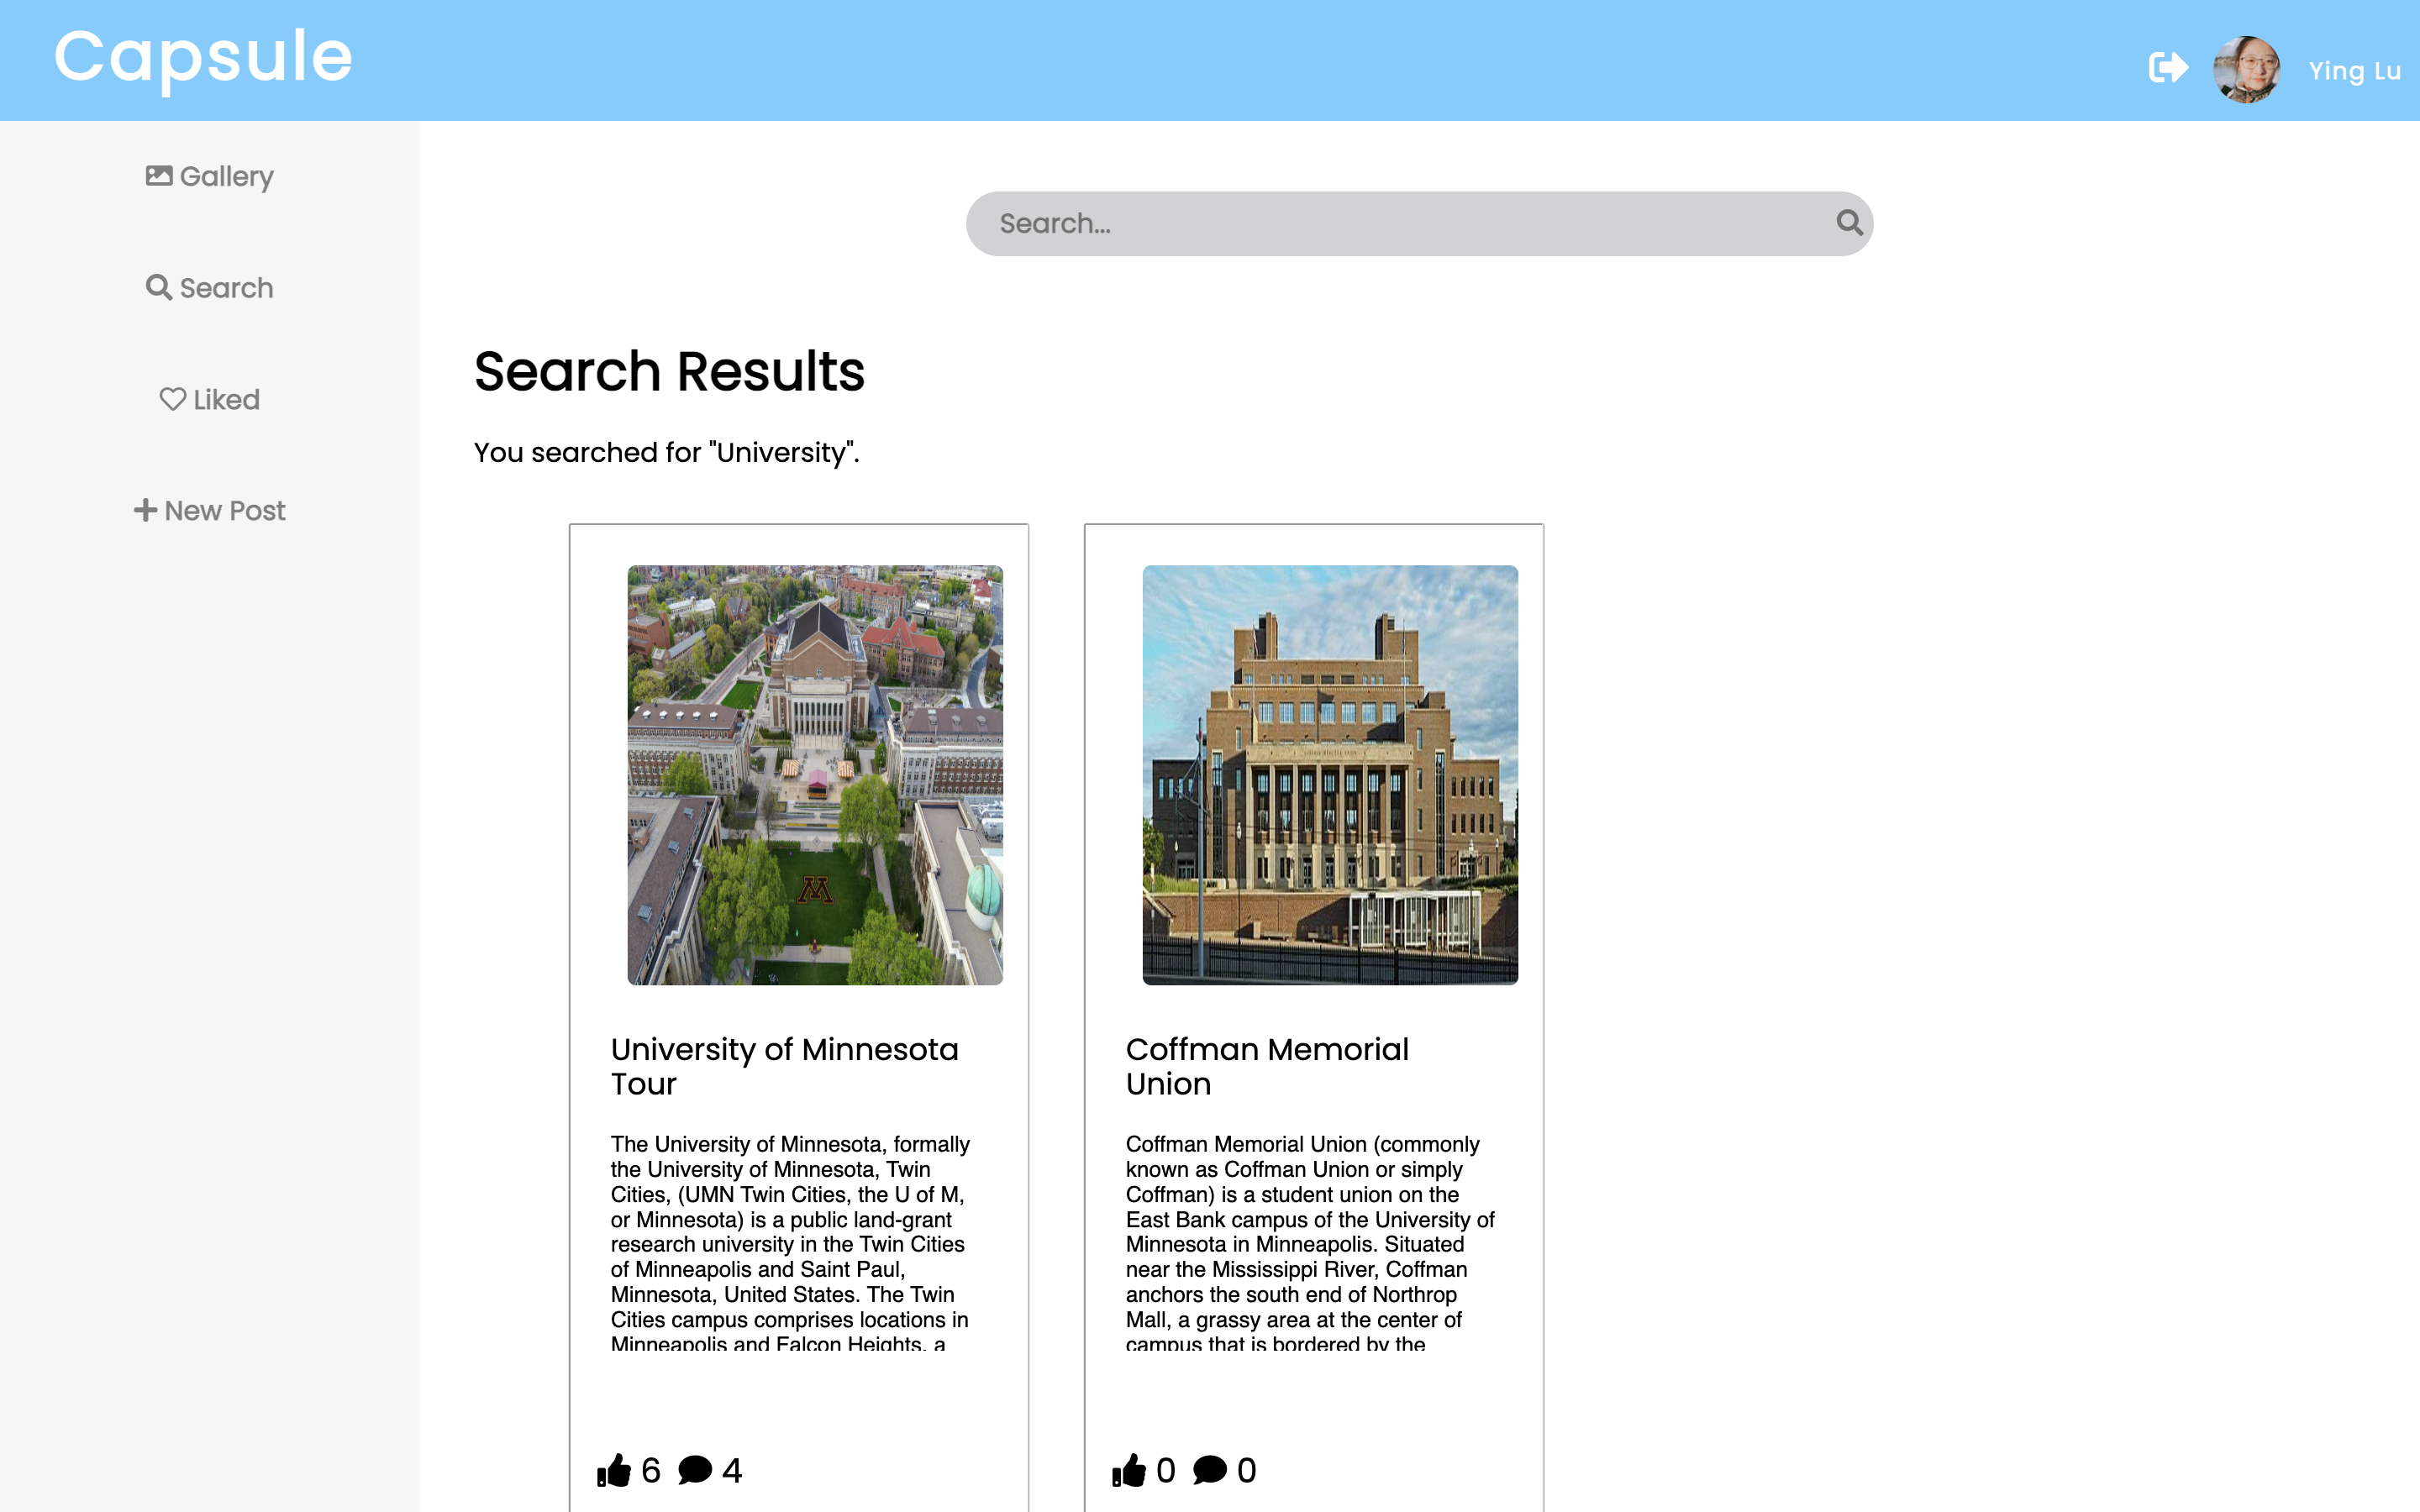 Capsule
Ying Lu
Gallery
Search
Liked
New Post
Search...
Search Results
You searched for "University".
M
University of Minnesota
Tour
The University of Minnesota, formally
the University of Minnesota, Twin
Cities, (UMN Twin Cities, the U of M,
or Minnesota) is a public land-grant
research university in the Twin Cities
of Minneapolis and Saint Paul,
Minnesota, United States. The Twin
Cities campus comprises locations in
Minneapolis and Falcon Heights, a
6 4
Coffman Memorial
Union
Coffman Memorial Union (commonly
known as Coffman Union or simply
Coffman) is a student union on the
East Bank campus of the University of
Minnesota in Minneapolis. Situated
near the Mississippi River, Coffman
anchors the south end of Northrop
Mall, a grassy area at the center of
campus that is bordered by the
0 0